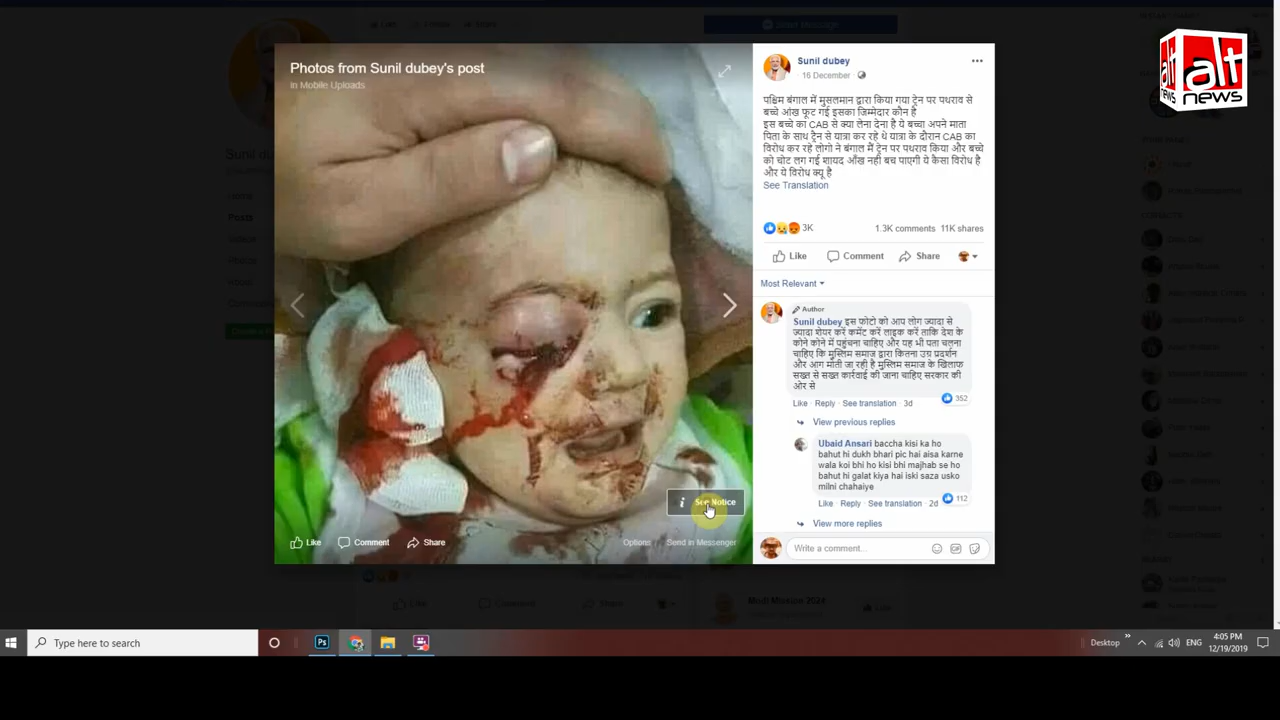 alt
news
alt
news
Photos from Sunil dubey's post
In Mobile Uploads
Sunil dubey
16 December
पश्चिम बंगाल में मुसलमान द्वारा किया गया ट्रेन पर पथराव से
बच्चे आंख फूट गई इसका जिम्मेदार कौन है
इस बच्चे का CAB से क्या लेना देना है ये बच्चा अपने माता
पिता के साथ ट्रैन से यात्रा कर रहे थे यात्रा के दौरान CAB का
विरोध कर रहे लोगो ने बंगाल मैं ट्रेन पर पथराव किया और बच्चे
को चोट लग गई शायद आँख नही बच पाएगी ये कैसा विरोध है
और ये विरोध क्यू है
See Translation
3K
1.3K comments 11K shares
Like Comment Share
Most Relevant
Author
Sunil dubey इस फोटो को आप लोग ज्यादा से
ज्यादा शेयर करें कमेंट करें लाइक करें ताकि देश के
कोने कोने में पहुंचना चाहिए और यह भी पता चलना
चाहिए कि मुस्लिम समाज द्वारा कितना उग्र प्रदर्शन
और आग मोती जा रही है मुस्लिम समाज के खिलाफ
सख्त से सख्त कार्रवाई की जाना चाहिए सरकार की
ओर से
352
Like Reply See translation 3d
View previous replies
Ubaid Ansari baccha kisi ka ho
bahut hi dukh bhari pic hai aisa karne
wala koi bhi ho kisi bhi majhab se ho
bahut hi galat kiya hai iski saza usko
milni chahaiye
112
Like Reply See translation 2d
View more replies
Write a comment...
See Notice
Like Comment Share
Options Send in Messenger
Sunil du
Posts
Share
Type here to search
Ps
Desktop
ENG
4:05 PM
12/19/2019